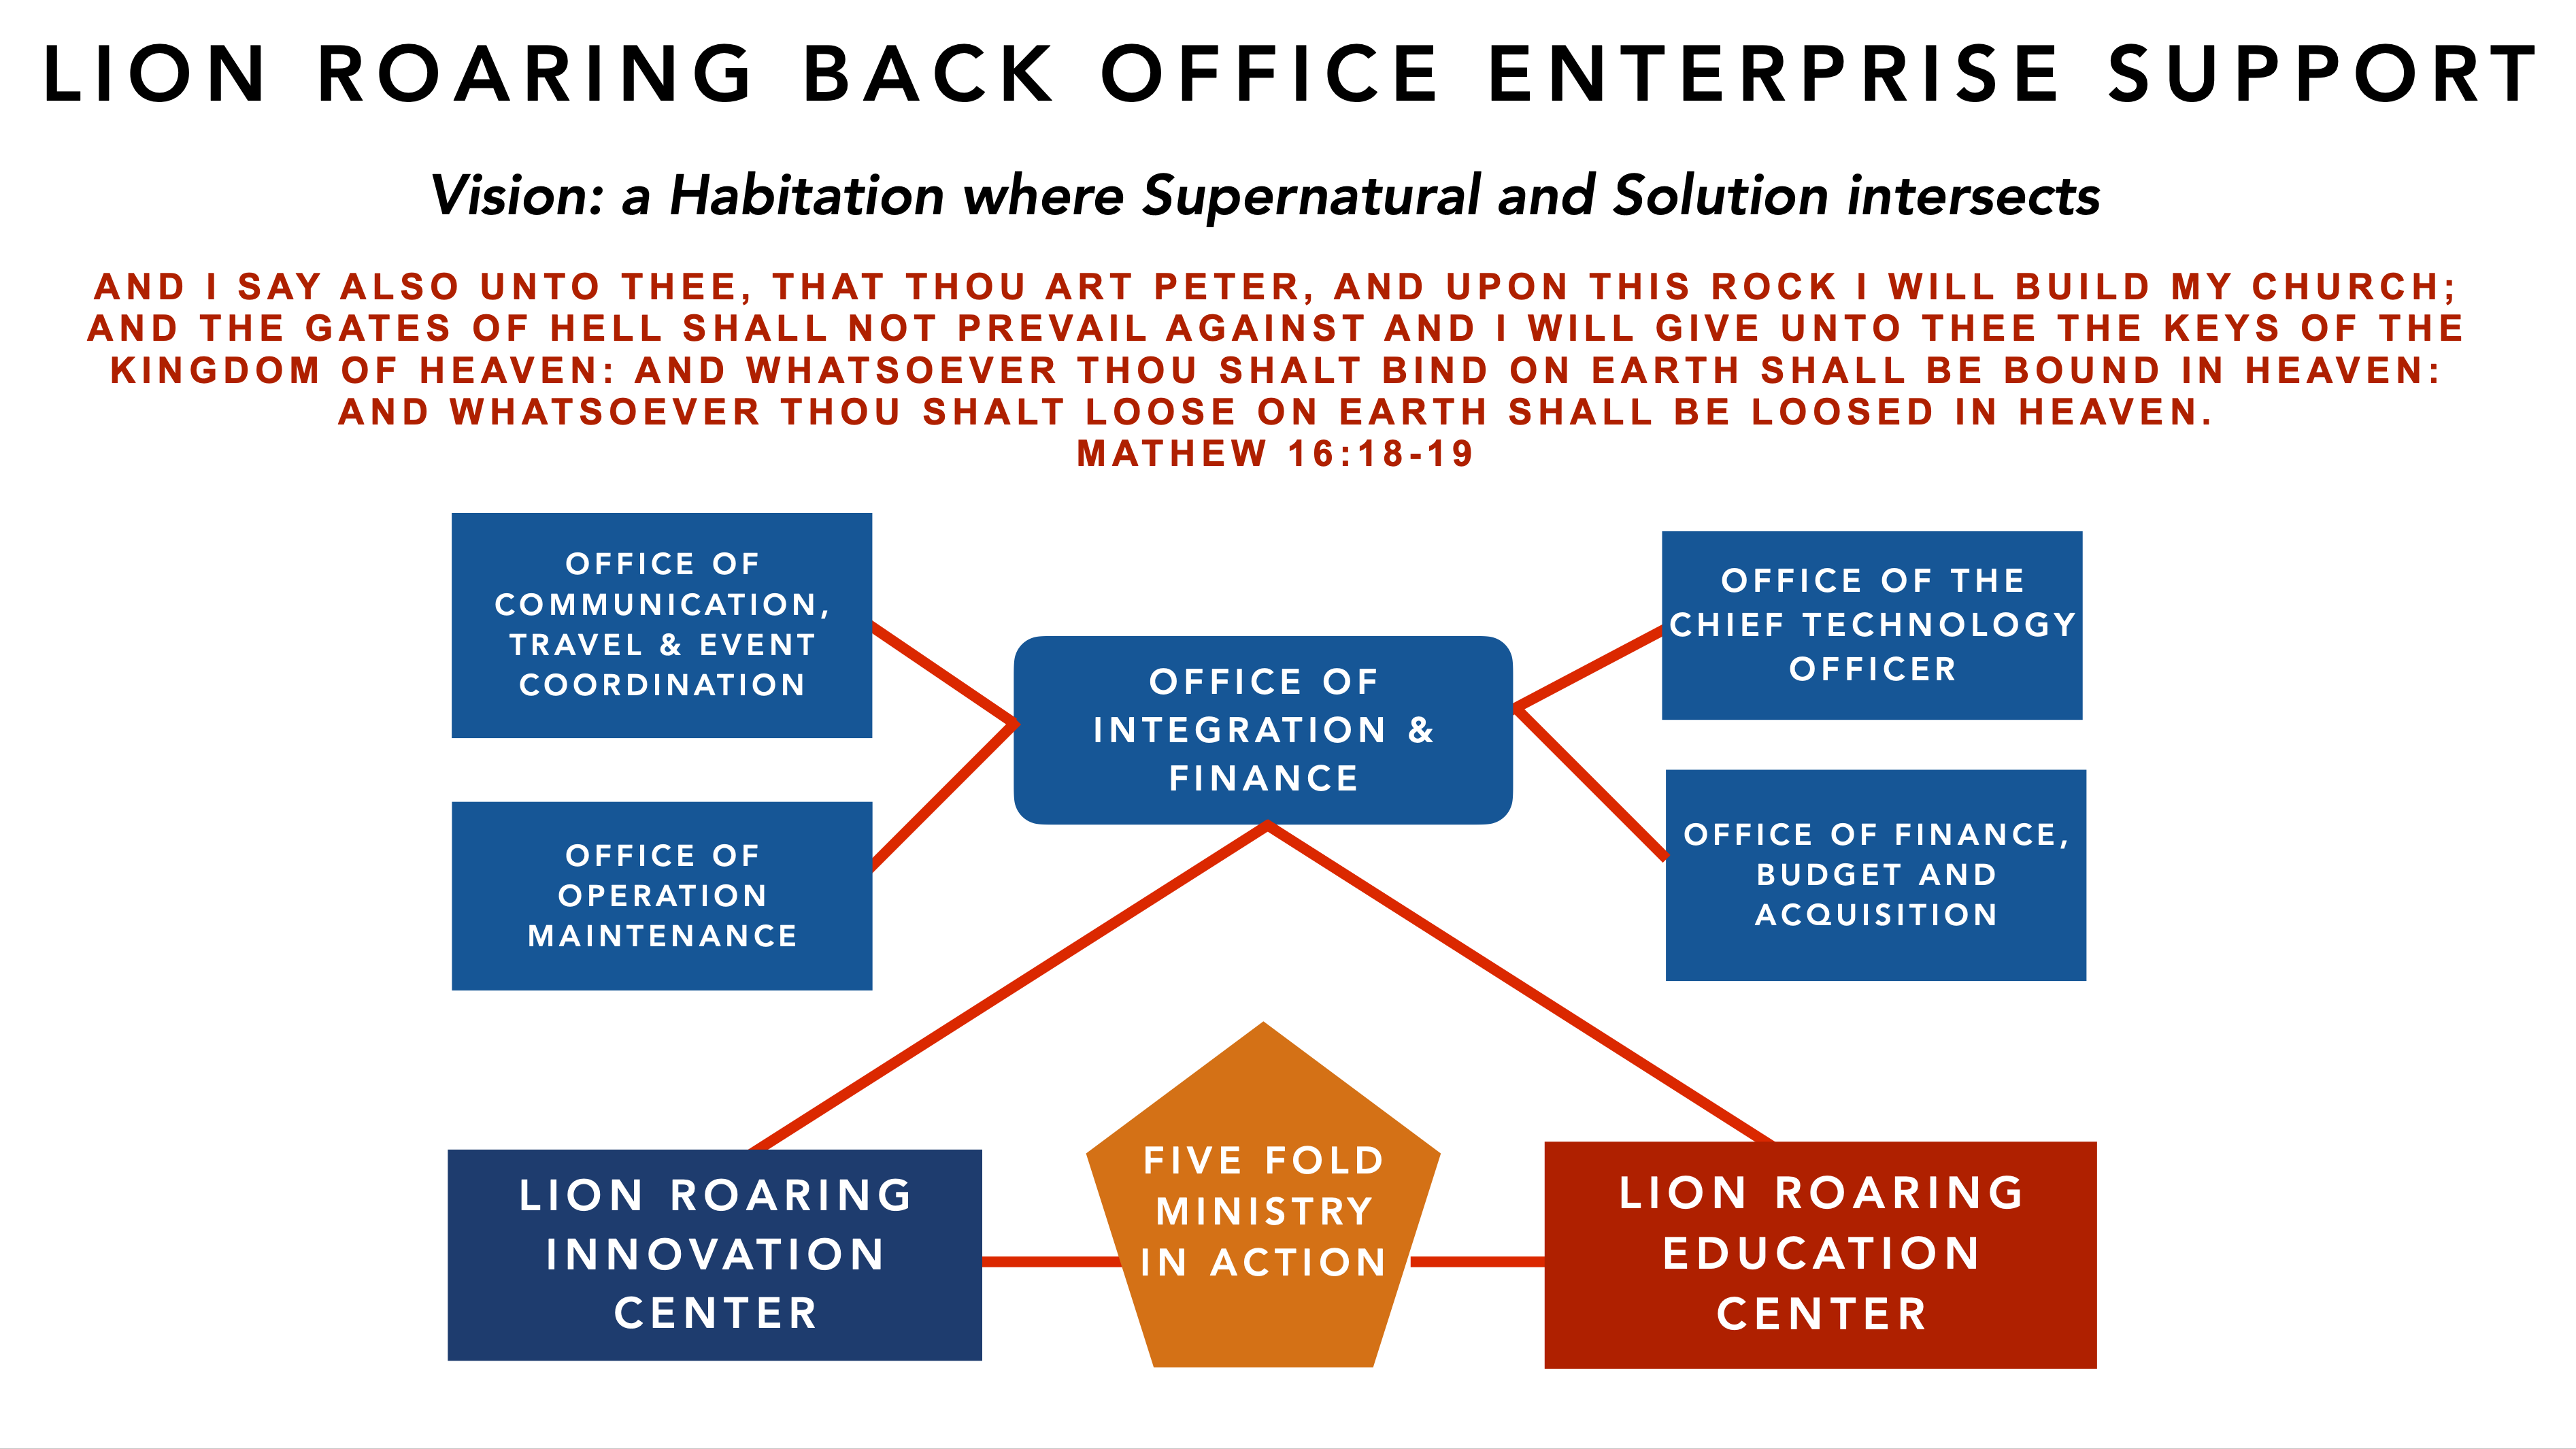 LION ROARING BACK OFFICE ENTERPRISE SUPPORT
Vision: a Habitation where Supernatural and Solution intersects
AND I SAY ALSO UNTO THEE, THAT THOU ART PETER, AND UPON THIS ROCK I WILL BUILD MY CHURCH;
AND THE GATES OF HELL SHALL NOT PREVAIL AGAINST AND I WILL GIVE UNTO THEE THE KEYS OF THE
KINGDOM OF HEAVEN: AND WHATSOEVER THOU SHALT BIND ON EARTH SHALL BE BOUND IN HEAVEN:
AND WHATSOEVER THOU SHALT LOOSE ON EARTH SHALL BE LOOSED IN HEAVEN.
MATHEW 16:18-19
OFFICE OF
COMMUNICATION,
TRAVEL & EVENT
COORDINATION
OFFICE OF THE
CHIEF TECHNOLOGY
OFFICER
OFFICE OF
INTEGRATION &
FINANCE
OFFICE OF
OPERATION
MAINTENANCE
OFFICE OF FINANCE,
BUDGET AND
ACQUISITION
LION ROARING
INNOVATION
CENTER
FIVE FOLD
MINISTRY
IN ACTION
LION ROARING
EDUCATION
CENTER